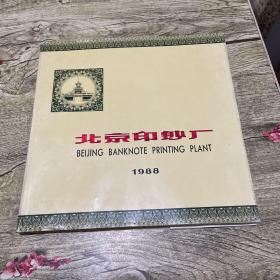 北京印钞厂
BEIJING BANKNOTE PRINTING PLANT
1988